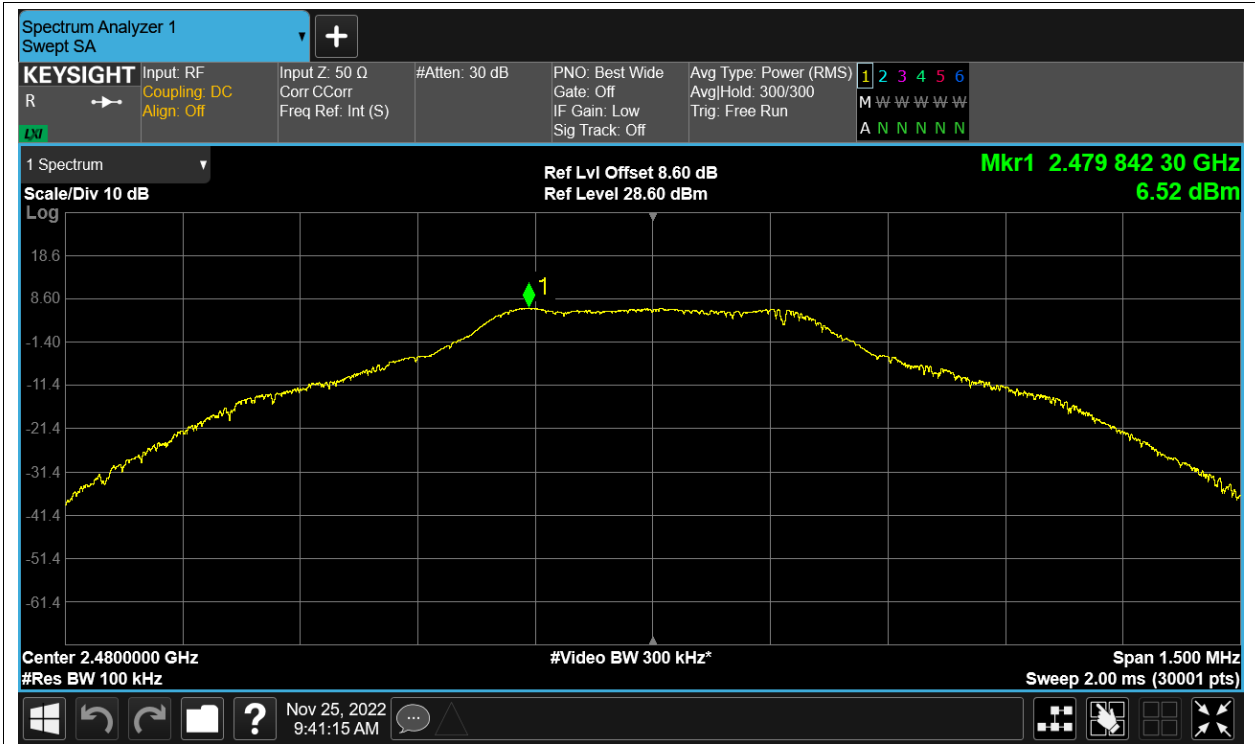 Spectrum Analyzer 1
Swept SA
KEYSIGHT
R
LXI
Input: RF
Coupling: DC
Align: Off
Input Z: 50 Ω
Corr CCorr
Freq Ref: Int (S)
#Atten: 30 dB
PNO: Best Wide
Gate: Off
IF Gain: Low
Sig Track: Off
Avg Type: Power (RMS)
Avg|Hold: 300/300
Trig: Free Run
1 2 3 4 5 6
M W W W W W
A N N N N N
1 Spectrum
Scale/Div 10 dB
Log
Ref Lvl Offset 8.60 dB
Ref Level 28.60 dBm
Mkr1 2.479 842 30 GHz
6.52 dBm
18.6
8.60
-1.40
-11.4
-21.4
-31.4
-41.4
-51.4
-61.4
1
Center 2.4800000 GHz
#Res BW 100 kHz
#Video BW 300 kHz*
Span 1.500 MHz
Sweep 2.00 ms (30001 pts)
?
Nov 25, 2022
9:41:15 AM